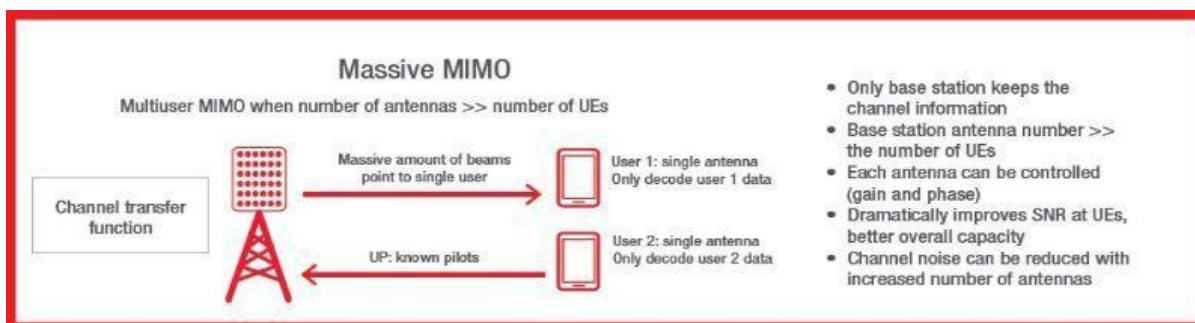 Massive MIMO
Multiuser MIMO when number of antennas >> number of UEs
Channel transfer
function
Massive amount of beams
point to single user
User 1: single antenna
Only decode user 1 data
UP: known pilots
User 2: single antenna
Only decode user 2 data
• Only base station keeps the
channel information
• Base station antenna number >>
the number of UEs
• Each antenna can be controlled
(gain and phase)
• Dramatically improves SNR at UEs,
better overall capacity
• Channel noise can be reduced with
increased number of antennas